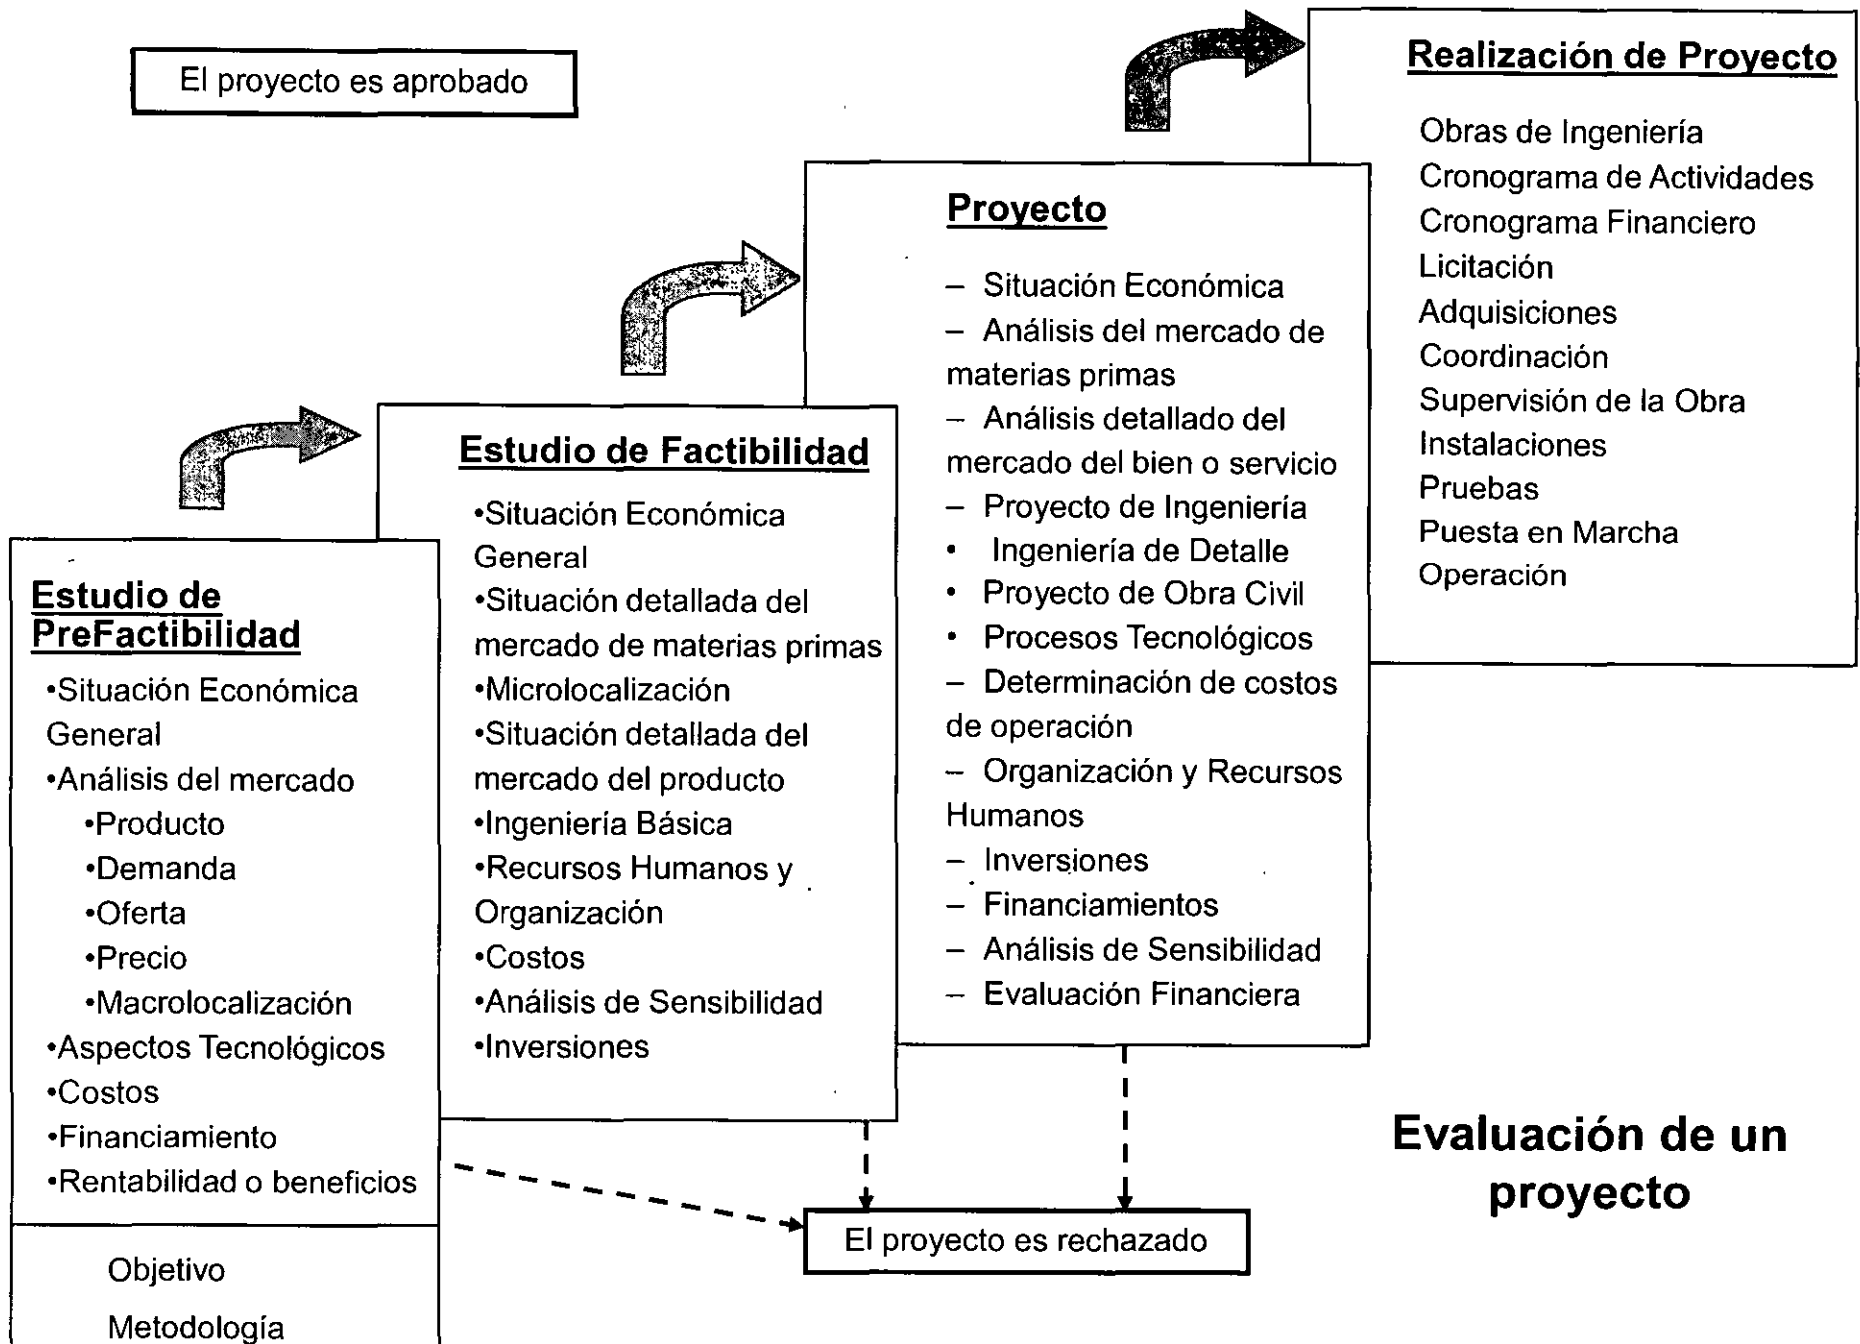 El proyecto es aprobado
Realización de Proyecto
Obras de Ingeniería
Cronograma de Actividades
Cronograma Financiero
Licitación
Adquisiciones
Coordinación
Supervisión de la Obra
Instalaciones
Pruebas
Puesta en Marcha
Operación
Proyecto
– Situación Económica
– Análisis del mercado de
materias primas
– Análisis detallado del
mercado del bien o servicio
– Proyecto de Ingeniería
• Ingeniería de Detalle
• Proyecto de Obra Civil
• Procesos Tecnológicos
– Determinación de costos
de operación
– Organización y Recursos
Humanos
– Inversiones
– Financiamientos
– Análisis de Sensibilidad
– Evaluación Financiera
Estudio de Factibilidad
•Situación Económica
General
•Situación detallada del
mercado de materias primas
•Microlocalización
•Situación detallada del
mercado del producto
•Ingeniería Básica
•Recursos Humanos y
Organización
•Costos
•Análisis de Sensibilidad
•Inversiones
Estudio de
PreFactibilidad
•Situación Económica
General
•Análisis del mercado
•Producto
•Demanda
•Oferta
•Precio
•Macrolocalización
•Aspectos Tecnológicos
•Costos
•Financiamiento
•Rentabilidad o beneficios
Objetivo
Metodología
El proyecto es rechazado
Evaluación de un
proyecto